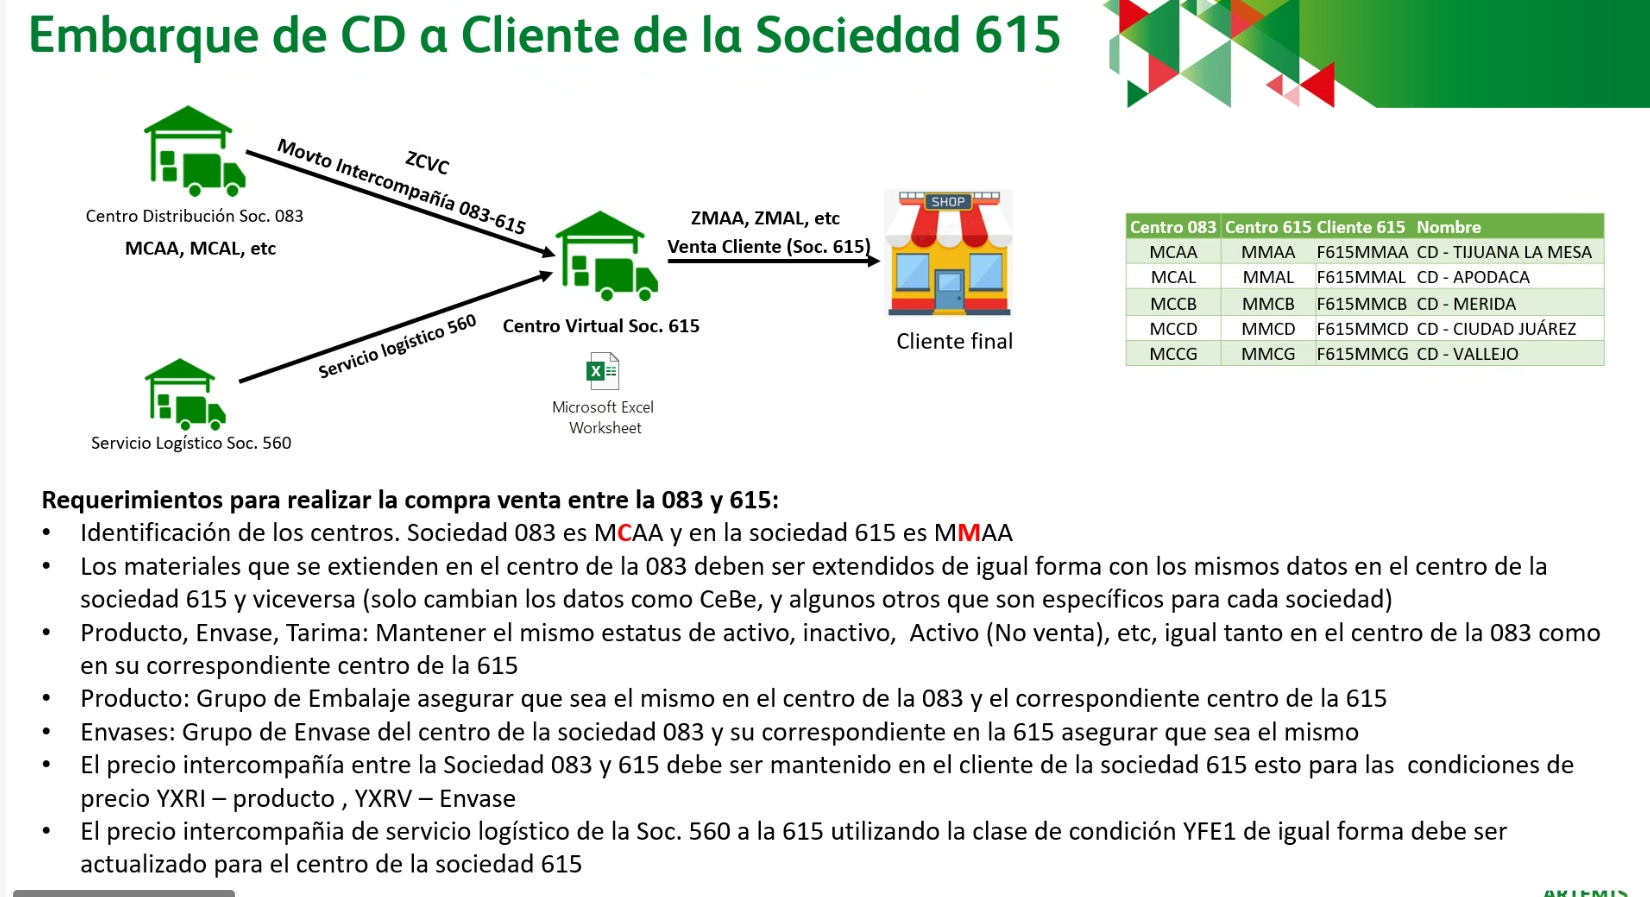 Embarque de CD a Cliente de la Sociedad 615
ZCVC
Movto Intercompañía 083-615
Centro Distribución Soc. 083
MCAA, MCAL, etc
Servicio logístico 560
Servicio Logístico Soc. 560
Centro Virtual Soc. 615
Microsoft Excel
Worksheet
ZMAA, ZMAL, etc
Venta Cliente (Soc. 615)
SHOP
Cliente final
Centro 083 Centro 615 Cliente 615 Nombre
MCAA MMAA F615MMAA CD - TIJUANA LA MESA
MCAL MMAL F615MMAL CD - APODACA
MCCB MMCB F615MMCB CD - MERIDA
MCCD MMCD F615MMCD CD - CIUDAD JUÁREZ
MCCG MMCG F615MMCG CD - VALLEJO
Requerimientos para realizar la compra venta entre la 083 y 615:
• Identificación de los centros. Sociedad 083 es MCAA y en la sociedad 615 es MMAA
• Los materiales que se extienden en el centro de la 083 deben ser extendidos de igual forma con los mismos datos en el centro de la
sociedad 615 y viceversa (solo cambian los datos como CeBe, y algunos otros que son específicos para cada sociedad)
• Producto, Envase, Tarima: Mantener el mismo estatus de activo, inactivo, Activo (No venta), etc, igual tanto en el centro de la 083 como
en su correspondiente centro de la 615
• Producto: Grupo de Embalaje asegurar que sea el mismo en el centro de la 083 y el correspondiente centro de la 615
• Envases: Grupo de Envase del centro de la sociedad 083 y su correspondiente en la 615 asegurar que sea el mismo
• El precio intercompañía entre la Sociedad 083 y 615 debe ser mantenido en el cliente de la sociedad 615 esto para las condiciones de
precio YXRI – producto , YXRV – Envase
• El precio intercompañia de servicio logístico de la Soc. 560 a la 615 utilizando la clase de condición YFE1 de igual forma debe ser
actualizado para el centro de la sociedad 615
ARTEMIS